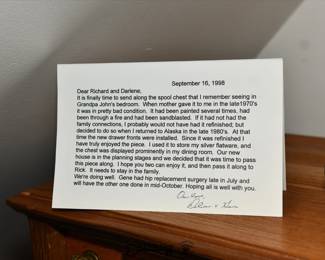 September 16, 1998
Dear Richard and Darlene,
It is finally time to send along the spool chest that I remember seeing in
Grandpa John's bedroom. When mother gave it to me in the late1970's
it was in pretty bad condition. It had been painted several times, had
been through a fire and had been sandblasted. If it had not had the
family connections, I probably would not have had it refinished; but
decided to do so when I returned to Alaska in the late 1980's. At that
time the new drawer fronts were installed. Since it was refinished I
have truly enjoyed the piece. I used it to store my silver flatware, and
the chest was displayed prominently in my dining room. Our new
house is in the planning stages and we decided that it was time to pass
this piece along. I hope you two can enjoy it, and then pass it along to
Rick. It needs to stay in the family.
We're doing well. Gene had hip replacement surgery late in July and
will have the other one done in mid-October. Hoping all is well with you.